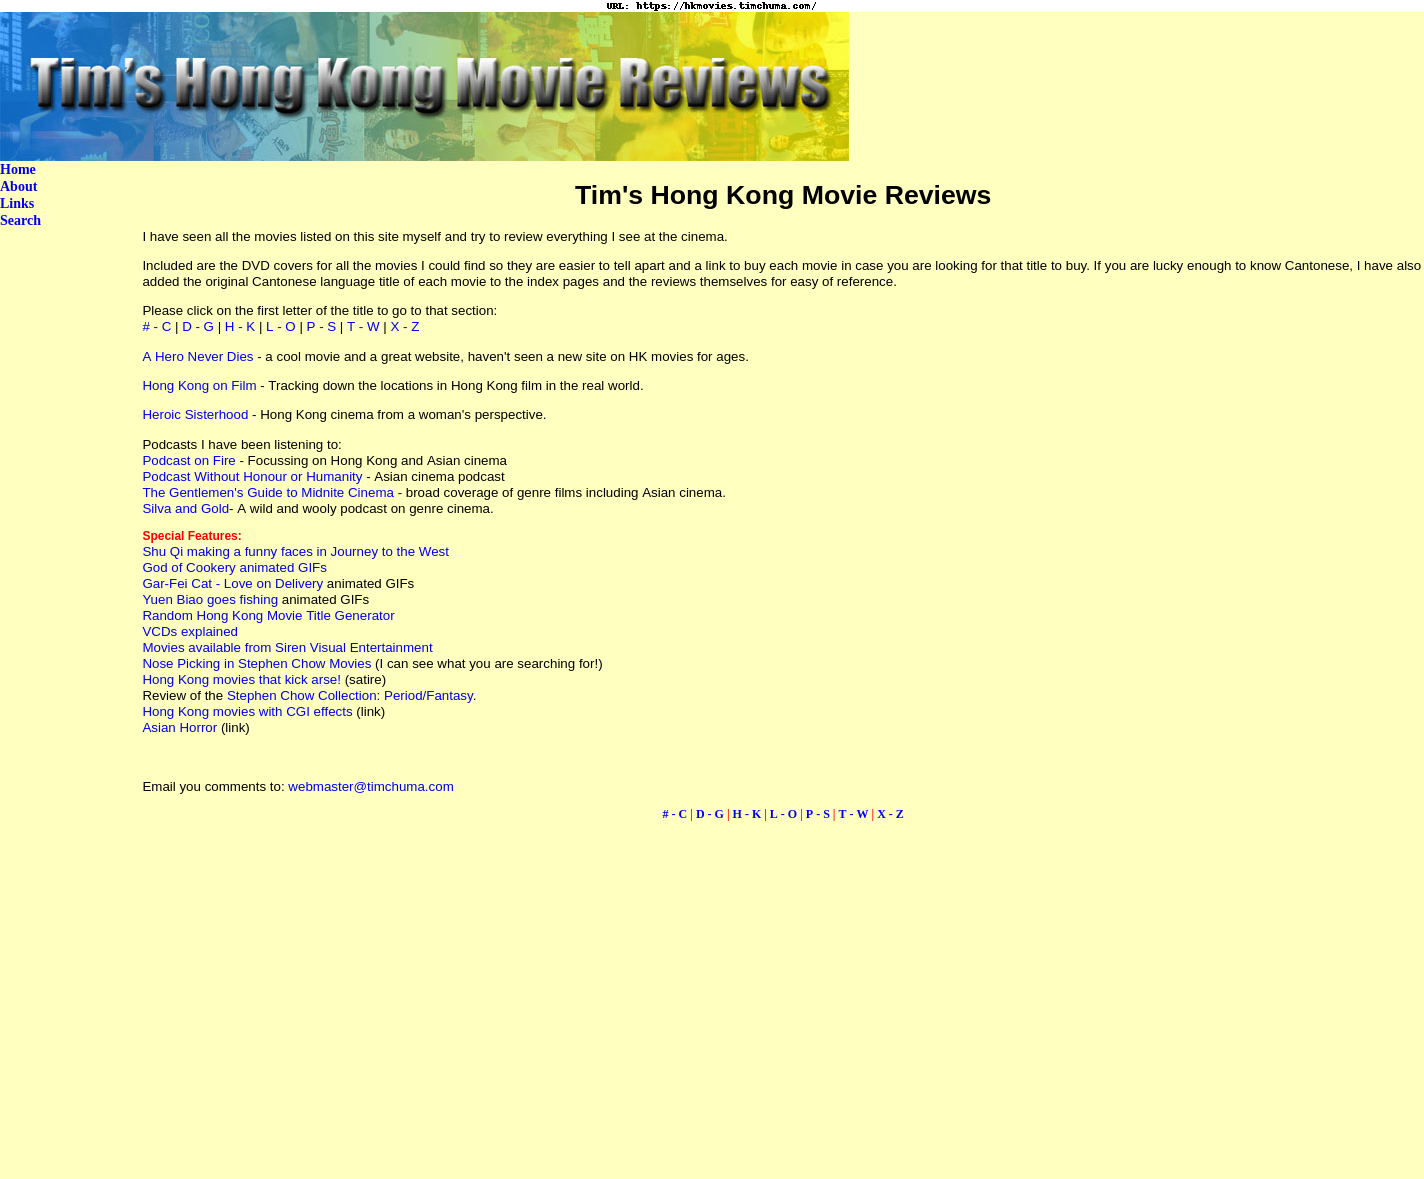 URL: https://hkmovies.timchuma.com/
Tim's Hong Kong Movie Reviews
Home
About
Links
Search
Tim's Hong Kong Movie Reviews
I have seen all the movies listed on this site myself and try to review everything I see at the cinema.
Included are the DVD covers for all the movies I could find so they are easier to tell apart and a link to buy each movie in case you are looking for that title to buy. If you are lucky enough to know Cantonese, I have also
added the original Cantonese language title of each movie to the index pages and the reviews themselves for easy of reference.
Please click on the first letter of the title to go to that section:
# - C | D - G | H - K | L - O | P - S | T - W | X - Z
A Hero Never Dies - a cool movie and a great website, haven't seen a new site on HK movies for ages.
Hong Kong on Film - Tracking down the locations in Hong Kong film in the real world.
Heroic Sisterhood - Hong Kong cinema from a woman's perspective.
Podcasts I have been listening to:
Podcast on Fire - Focussing on Hong Kong and Asian cinema
Podcast Without Honour or Humanity - Asian cinema podcast
The Gentlemen's Guide to Midnite Cinema - broad coverage of genre films including Asian cinema.
Silva and Gold- A wild and wooly podcast on genre cinema.
Special Features:
Shu Qi making a funny faces in Journey to the West
God of Cookery animated GIFs
Gar-Fei Cat - Love on Delivery animated GIFs
Yuen Biao goes fishing animated GIFs
Random Hong Kong Movie Title Generator
VCDs explained
Movies available from Siren Visual Entertainment
Nose Picking in Stephen Chow Movies (I can see what you are searching for!)
Hong Kong movies that kick arse! (satire)
Review of the Stephen Chow Collection: Period/Fantasy.
Hong Kong movies with CGI effects (link)
Asian Horror (link)
Email you comments to: webmaster@timchuma.com
# - C | D - G | H - K | L - O | P - S | T - W | X - Z